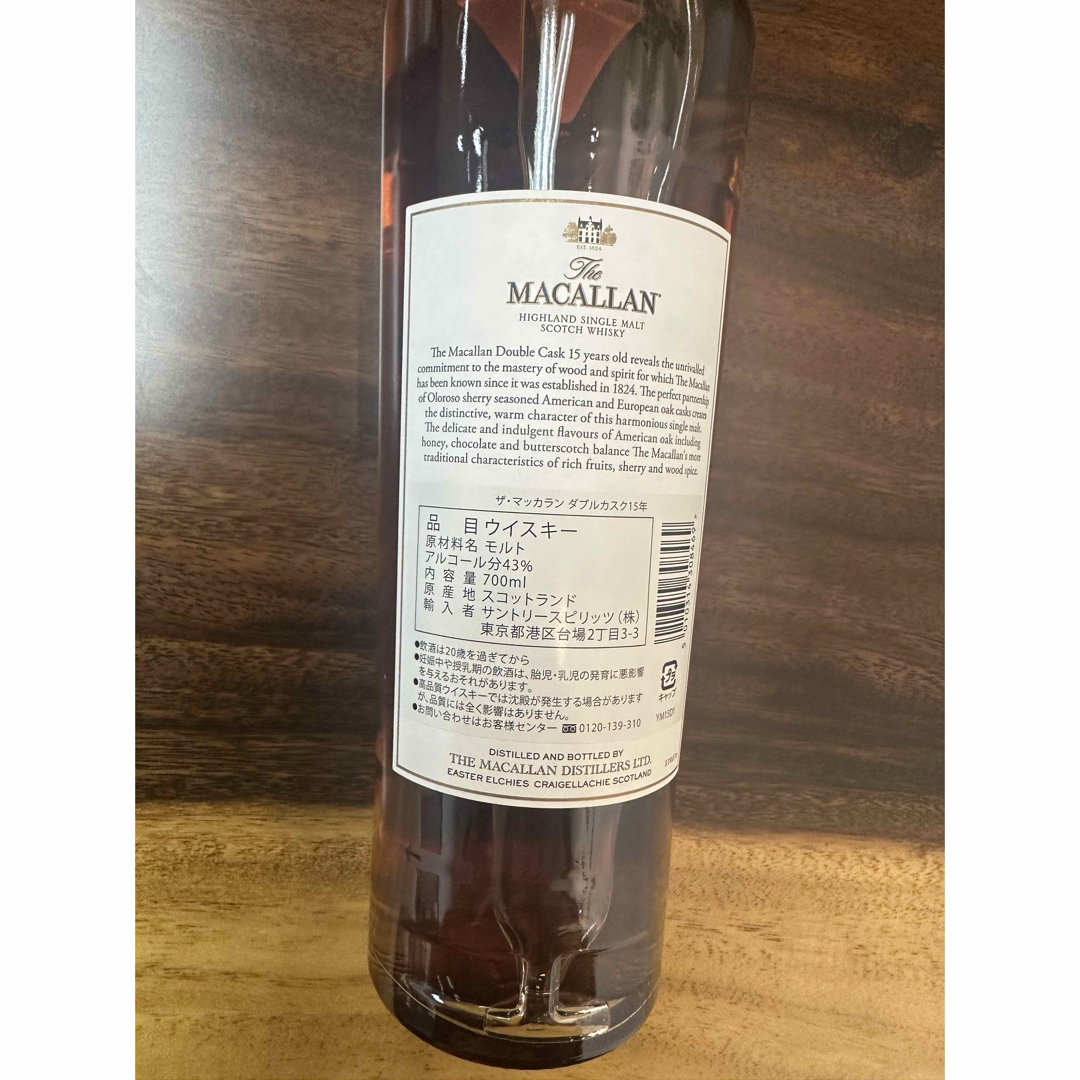 EST. 1824
The
MACALLAN
HIGHLAND SINGLE MALT
SCOTCH WHISKY
The Macallan Double Cask 15 years old reveals the unrivalled
commitment to the mastery of wood and spirit for which The Macallan
has been known since it was established in 1824. The perfect partnership
of Oloroso sherry seasoned American and European oak casks creates
the distinctive, warm character of this harmonious single malt.
The delicate and indulgent flavours of American oak including
honey, chocolate and butterscotch balance The Macallan's more
traditional characteristics of rich fruits, sherry and wood spice.
ザ・マッカラン ダブルカスク15年
品目 ウイスキー
原材料名 モルト
アルコール分43%
内容量 700ml
原産地 スコットランド
輸入者 サントリースピリッツ(株)
東京都港区台場2丁目3-3
●飲酒は20歳を過ぎてから
●妊娠中や授乳期の飲酒は、胎児・乳児の発育に悪影響
を与えるおそれがあります。
●高品質ウイスキーでは沈殿が発生する場合があります
が、品質には全く影響はありません。
●お問い合わせはお客様センター 0120-139-310
プラ
キャップ
YM15DY
DISTILLED AND BOTTLED BY
THE MACALLAN DISTILLERS LTD.
EASTER ELCHIES CRAIGELLACHIE SCOTLAND